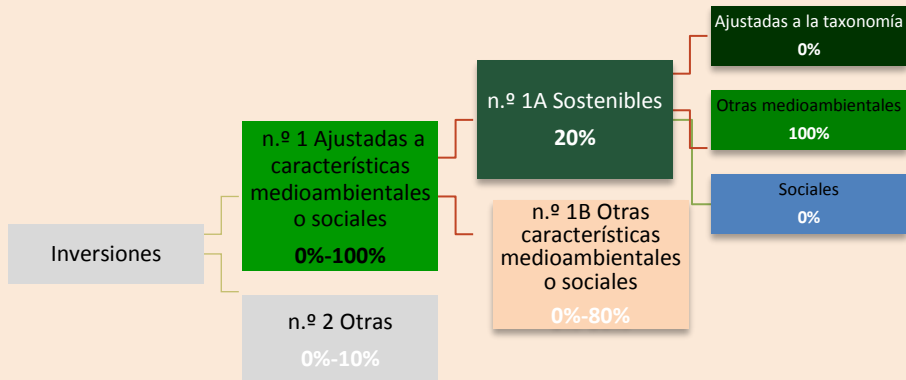 Inversiones
n.º 1 Ajustadas a
características
medioambientales
o sociales
0%-100%
n.º 2 Otras
0%-10%
n.º 1A Sostenibles
20%
n.º 1B Otras
características
medioambientales
o sociales
0%-80%
Ajustadas a la taxonomía
0%
Otras medioambientales
100%
Sociales
0%